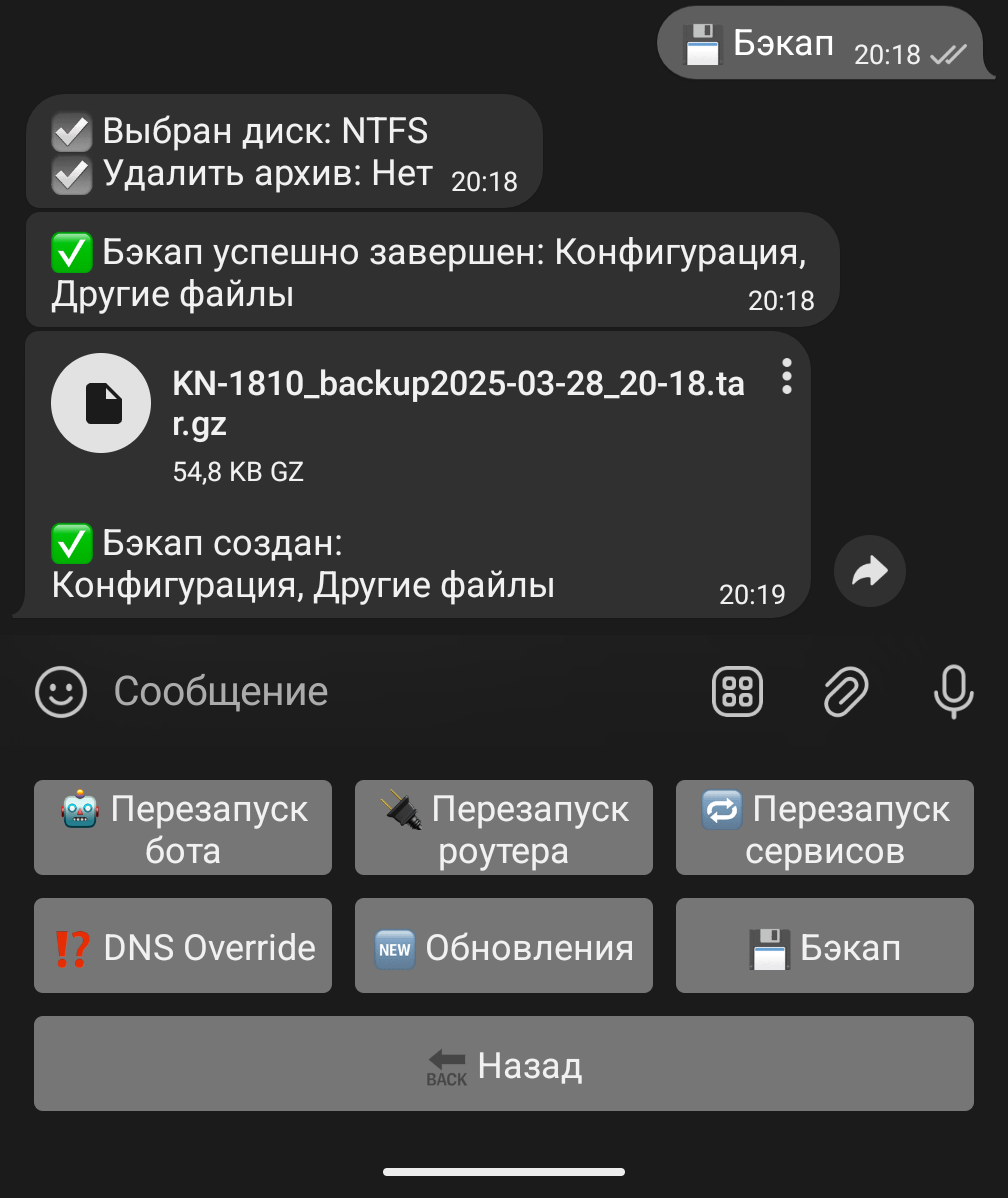 💾 Бэкап 20:18
Выбран диск: NTFS
Удалить архив: Нет 20:18
✅ Бэкап успешно завершен: Конфигурация,
Другие файлы 20:18
KN-1810_backup2025-03-28_20-18.ta
r.gz
54,8 KB GZ
✅ Бэкап создан:
Конфигурация, Другие файлы 20:19
Сообщение
🤖 Перезапуск
бота
🔌 Перезапуск
роутера
🔁 Перезапуск
сервисов
⁉️ DNS Override
🆕 Обновления
💾 Бэкап
🔙 Назад